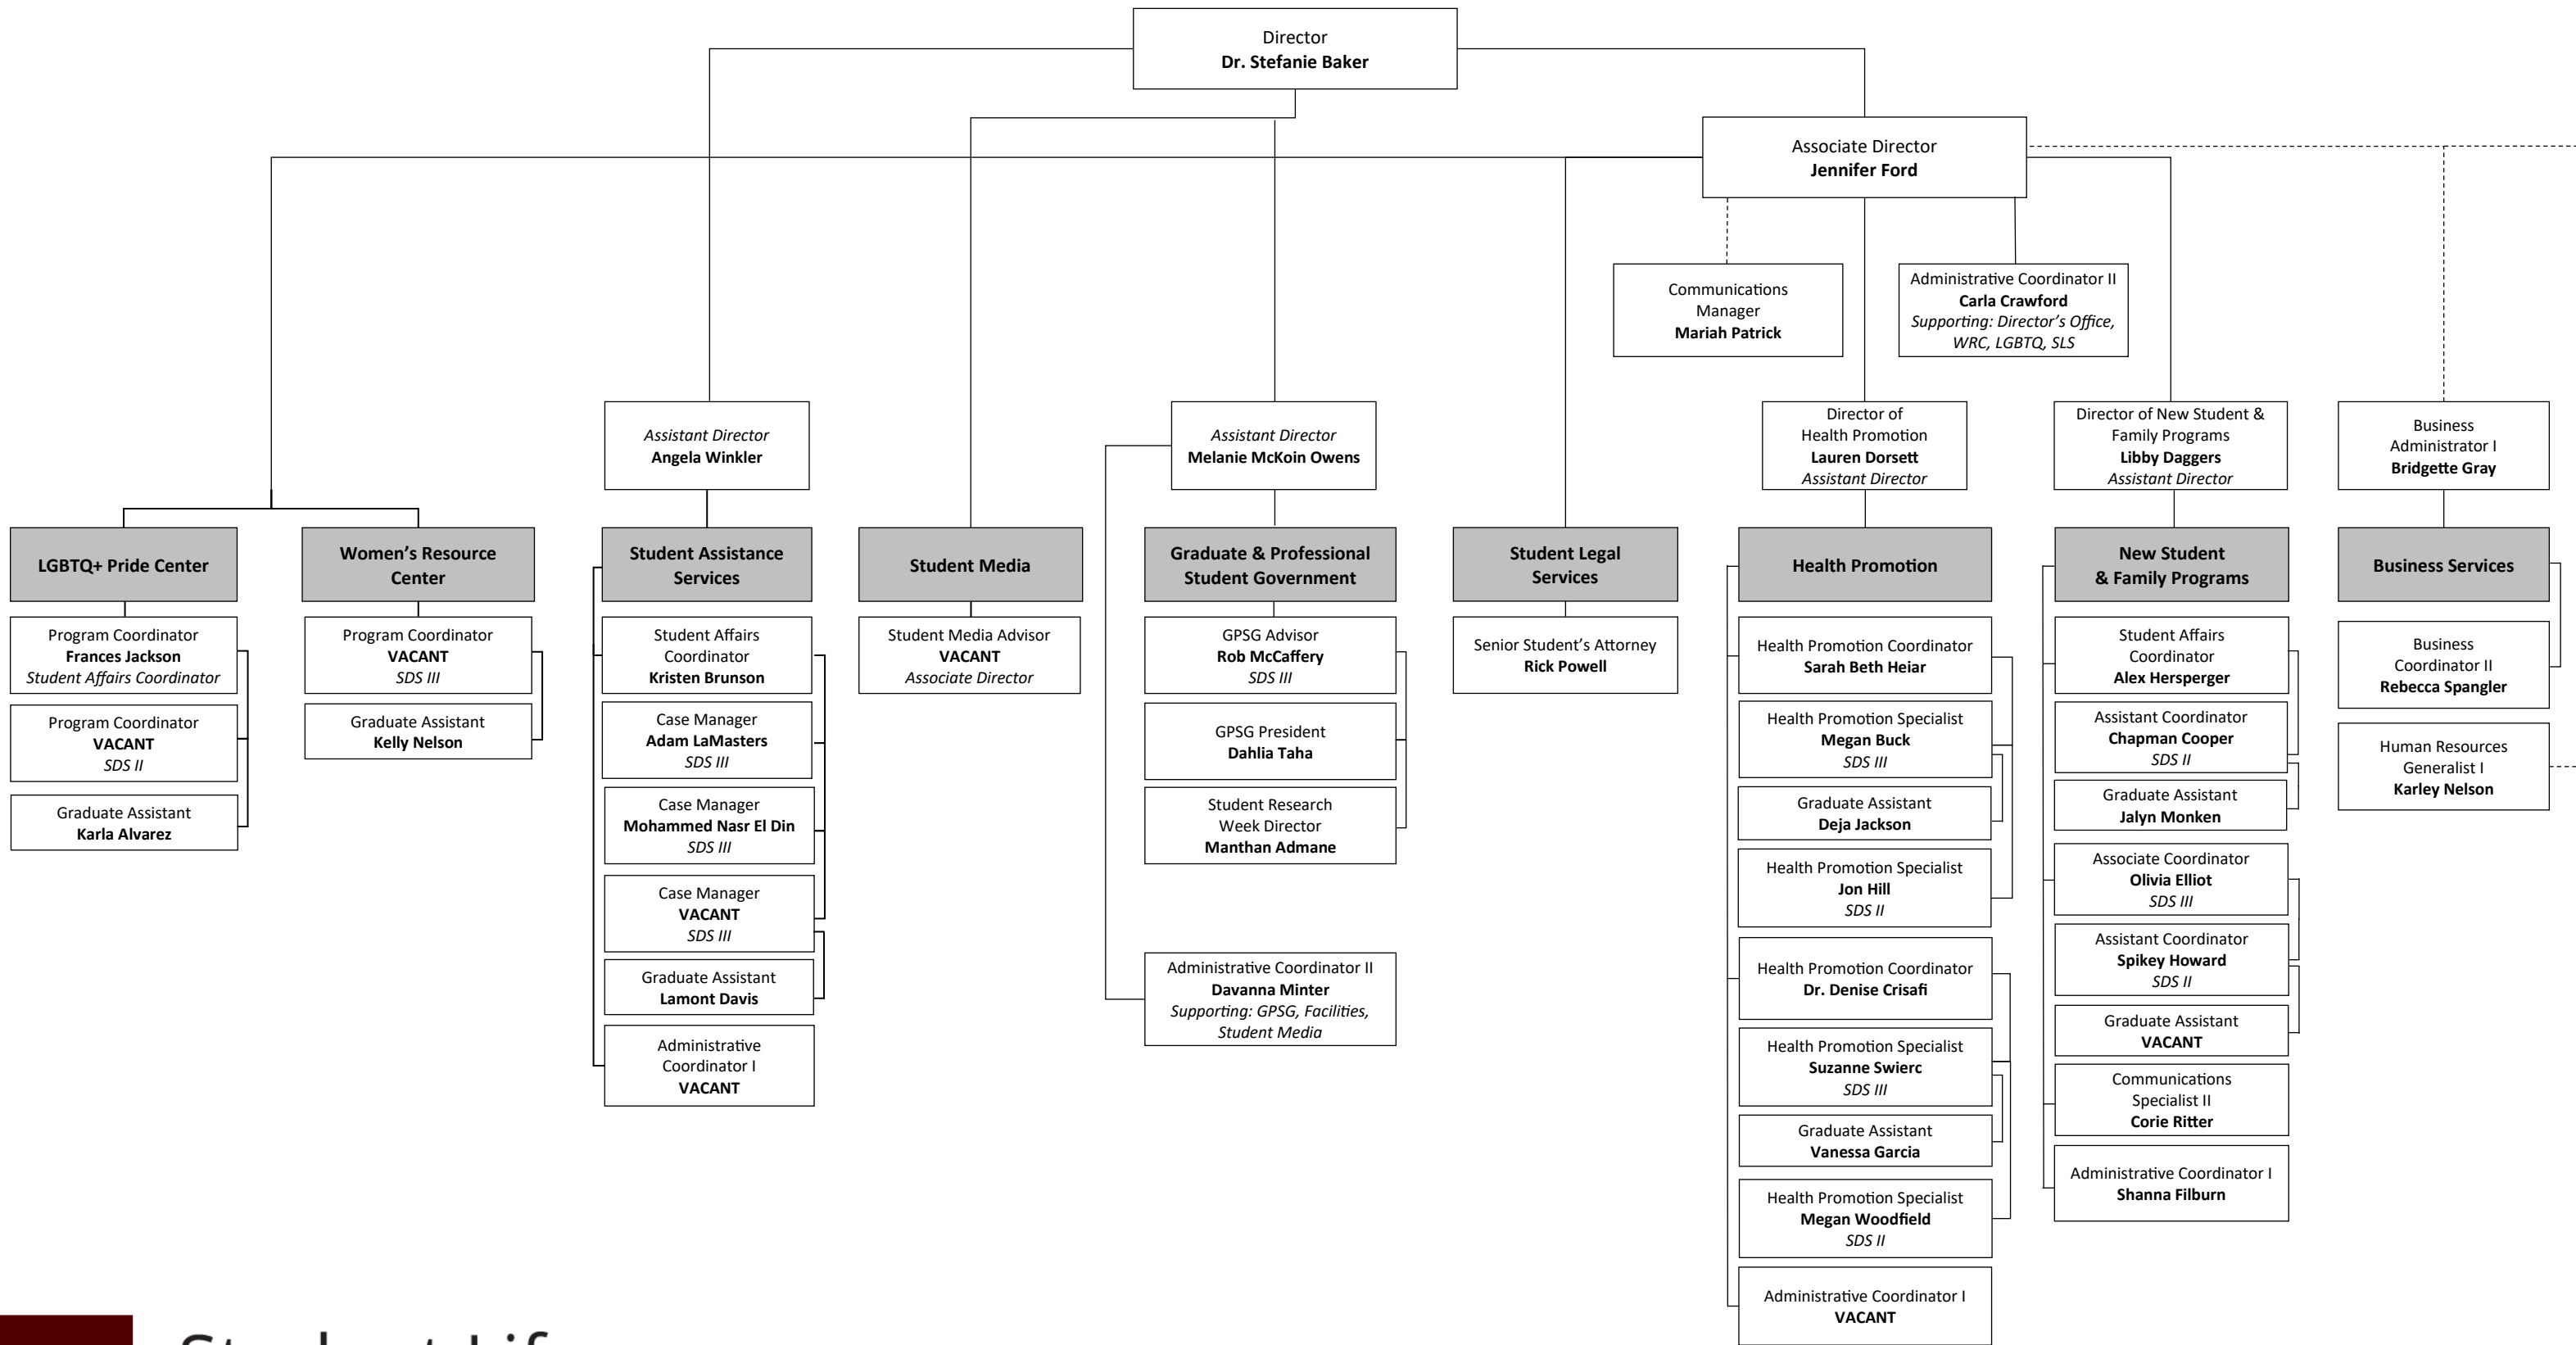 Director
Dr. Stefanie Baker
Associate Director
Jennifer Ford
Communications
Manager
Mariah Patrick
Administrative Coordinator II
Carla Crawford
Supporting: Director’s Office,
WRC, LGBTQ, SLS
Assistant Director
Angela Winkler
Assistant Director
Melanie McKoin Owens
Director of
Health Promotion
Lauren Dorsett
Assistant Director
Director of New Student &
Family Programs
Libby Daggers
Assistant Director
Business
Administrator I
Bridgette Gray
LGBTQ+ Pride Center
Program Coordinator
Frances Jackson
Student Affairs Coordinator
Program Coordinator
VACANT
SDS II
Graduate Assistant
Karla Alvarez
Women’s Resource
Center
Program Coordinator
VACANT
SDS III
Graduate Assistant
Kelly Nelson
Student Assistance
Services
Student Affairs
Coordinator
Kristen Brunson
Case Manager
Adam LaMasters
SDS III
Case Manager
Mohammed Nasr El Din
SDS III
Case Manager
VACANT
SDS III
Graduate Assistant
Lamont Davis
Administrative
Coordinator I
VACANT
Student Media
Student Media Advisor
VACANT
Associate Director
Graduate & Professional
Student Government
GPSG Advisor
Rob McCaffery
SDS III
GPSG President
Dahlia Taha
Student Research
Week Director
Manthan Admane
Administrative Coordinator II
Davanna Minter
Supporting: GPSG, Facilities,
Student Media
Student Legal
Services
Senior Student’s Attorney
Rick Powell
Health Promotion
Health Promotion Coordinator
Sarah Beth Heiar
Health Promotion Specialist
Megan Buck
SDS III
Graduate Assistant
Deja Jackson
Health Promotion Specialist
Jon Hill
SDS II
Health Promotion Coordinator
Dr. Denise Crisafi
Health Promotion Specialist
Suzanne Swierc
SDS III
Graduate Assistant
Vanessa Garcia
Health Promotion Specialist
Megan Woodfield
SDS II
Administrative Coordinator I
VACANT
New Student
& Family Programs
Student Affairs
Coordinator
Alex Hersperger
Assistant Coordinator
Chapman Cooper
SDS II
Graduate Assistant
Jalyn Monken
Associate Coordinator
Olivia Elliot
SDS III
Assistant Coordinator
Spikey Howard
SDS II
Graduate Assistant
VACANT
Communications
Specialist II
Corie Ritter
Administrative Coordinator I
Shanna Filburn
Business Services
Business
Coordinator II
Rebecca Spangler
Human Resources
Generalist I
Karley Nelson
Student Life